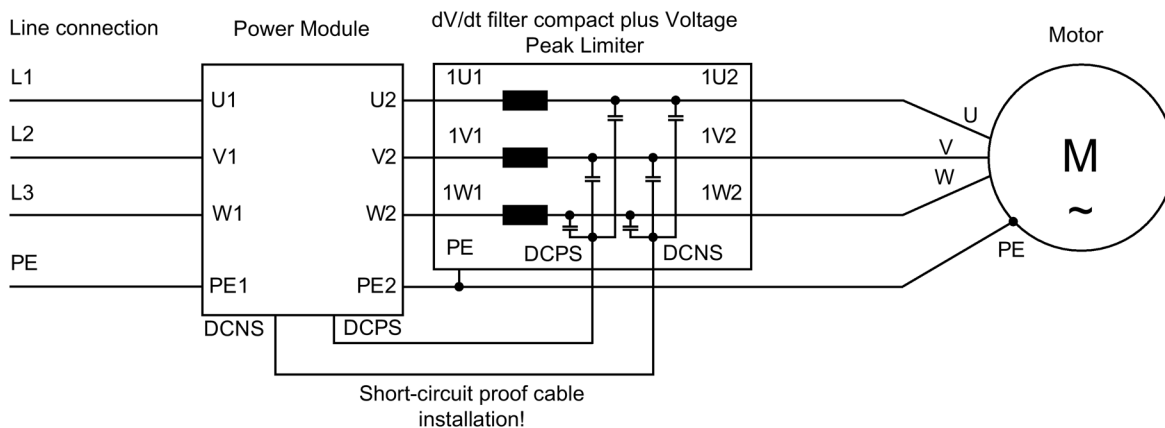 Line connection
Power Module
dV/dt filter compact plus Voltage
Peak Limiter
Motor
L1
U1
U2
1U1
1U2
U
L2
V1
V2
1V1
1V2
V
M
~
L3
W1
W2
1W1
1W2
W
PE
PE1
PE2
PE
DCPS
DCNS
PE
DCNS
DCPS
Short-circuit proof cable
installation!